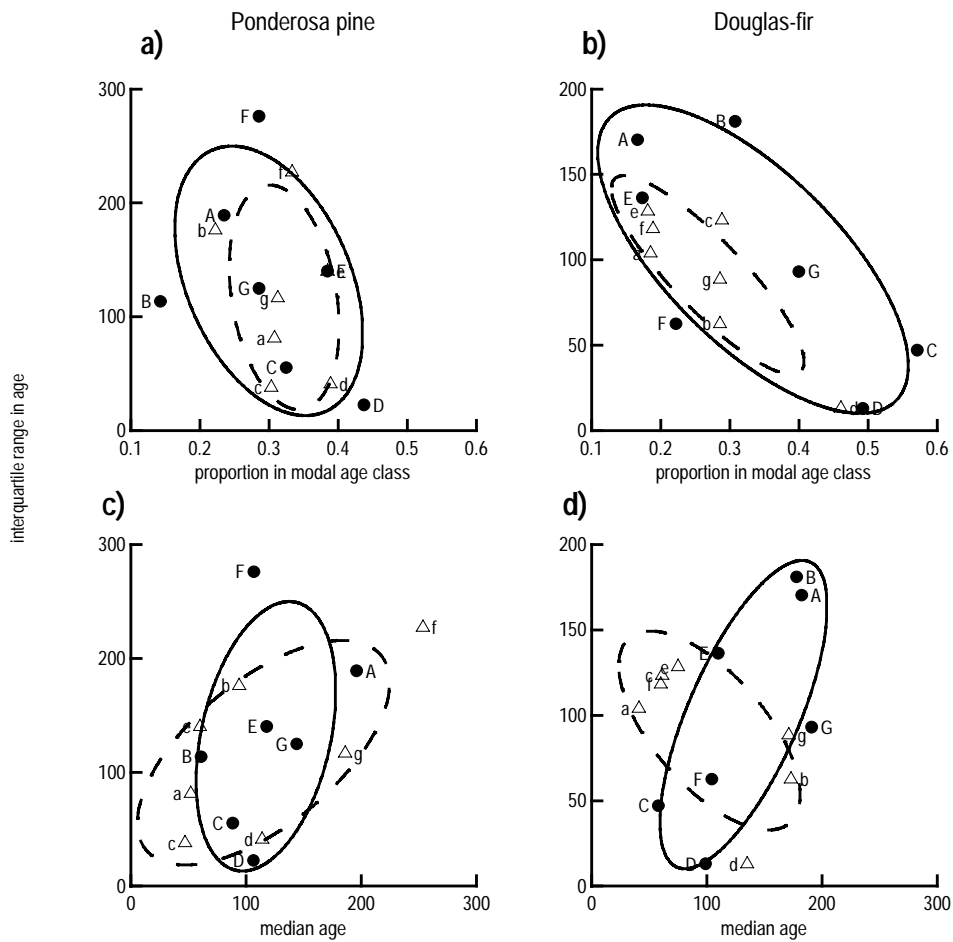 Ponderosa pine
Douglas-fir
a)
b)
300
200
100
0
0.1 0.2 0.3 0.4 0.5 0.6
proportion in modal age class
F
f
A
b
E
e
G
B
g
a
C
c
d
D
200
150
100
50
0
0.1 0.2 0.3 0.4 0.5 0.6
proportion in modal age class
B
A
E
e
c
f
a
G
g
F
b
C
d
D
interquartile range in age
c)
d)
300
200
100
0
0 100 200 300
median age
F
f
A
b
e
E
G
B
g
a
C
c
d
D
200
150
100
50
0
0 100 200 300
median age
B
A
E
e
c
f
a
G
g
F
b
C
D
d